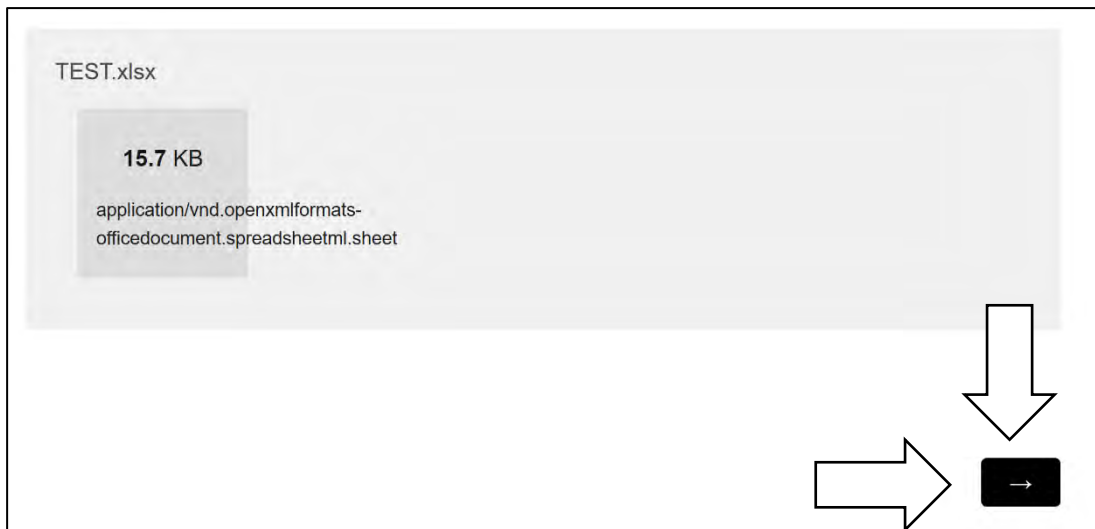 TEST.xlsx
15.7 KB
application/vnd.openxmlformats-
officedocument.spreadsheetml.sheet
→